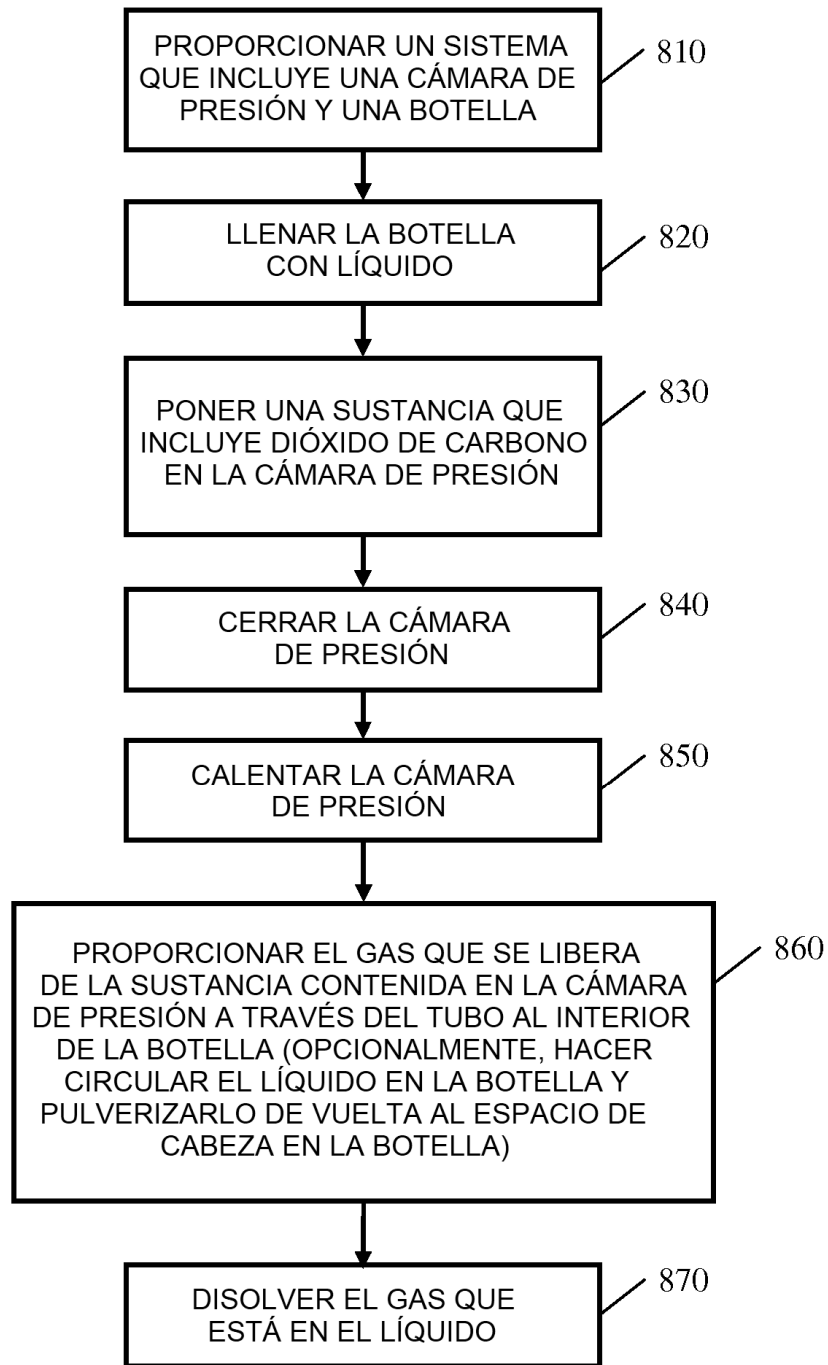 PROPORCIONAR UN SISTEMA
QUE INCLUYE UNA CÁMARA DE
PRESIÓN Y UNA BOTELLA
810
LLENAR LA BOTELLA
CON LÍQUIDO
820
PONER UNA SUSTANCIA QUE
INCLUYE DIÓXIDO DE CARBONO
EN LA CÁMARA DE PRESIÓN
830
CERRAR LA CÁMARA
DE PRESIÓN
840
CALENTAR LA CÁMARA
DE PRESIÓN
850
PROPORCIONAR EL GAS QUE SE LIBERA
DE LA SUSTANCIA CONTENIDA EN LA CÁMARA
DE PRESIÓN A TRAVÉS DEL TUBO AL INTERIOR
DE LA BOTELLA (OPCIONALMENTE, HACER
CIRCULAR EL LÍQUIDO EN LA BOTELLA Y
PULVERIZARLO DE VUELTA AL ESPACIO DE
CABEZA EN LA BOTELLA)
860
DISOLVER EL GAS QUE
ESTÁ EN EL LÍQUIDO
870